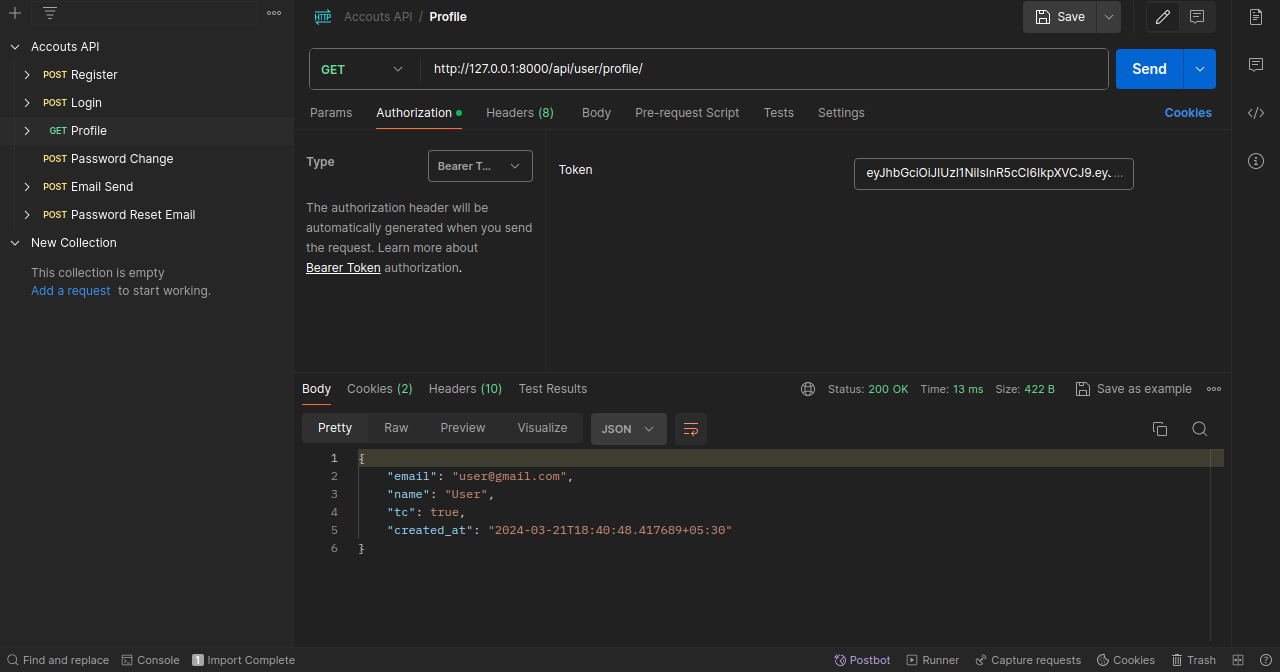 HTTP Accouts API / Profile Save
Accouts API
POST Register
POST Login
GET Profile
POST Password Change
POST Email Send
POST Password Reset Email
New Collection
This collection is empty
Add a request to start working.
GET http://127.0.0.1:8000/api/user/profile/ Send
Params Authorization Headers (8) Body Pre-request Script Tests Settings Cookies
Type Bearer T...
The authorization header will be
automatically generated when you send
the request. Learn more about
Bearer Token authorization.
Token eyJhbGciOiJIUzI1NiIsInR5cCI6IkpXVCJ9.ey. ...
Body Cookies (2) Headers (10) Test Results Status: 200 OK Time: 13 ms Size: 422 B Save as example
Pretty Raw Preview Visualize JSON
1 {
2 "email": "user@gmail.com",
3 "name": "User",
4 "tc": true,
5 "created_at": "2024-03-21T18:40:48.417689+05:30"
6 }
Find and replace Console 1 Import Complete Postbot Runner Capture requests Cookies Trash